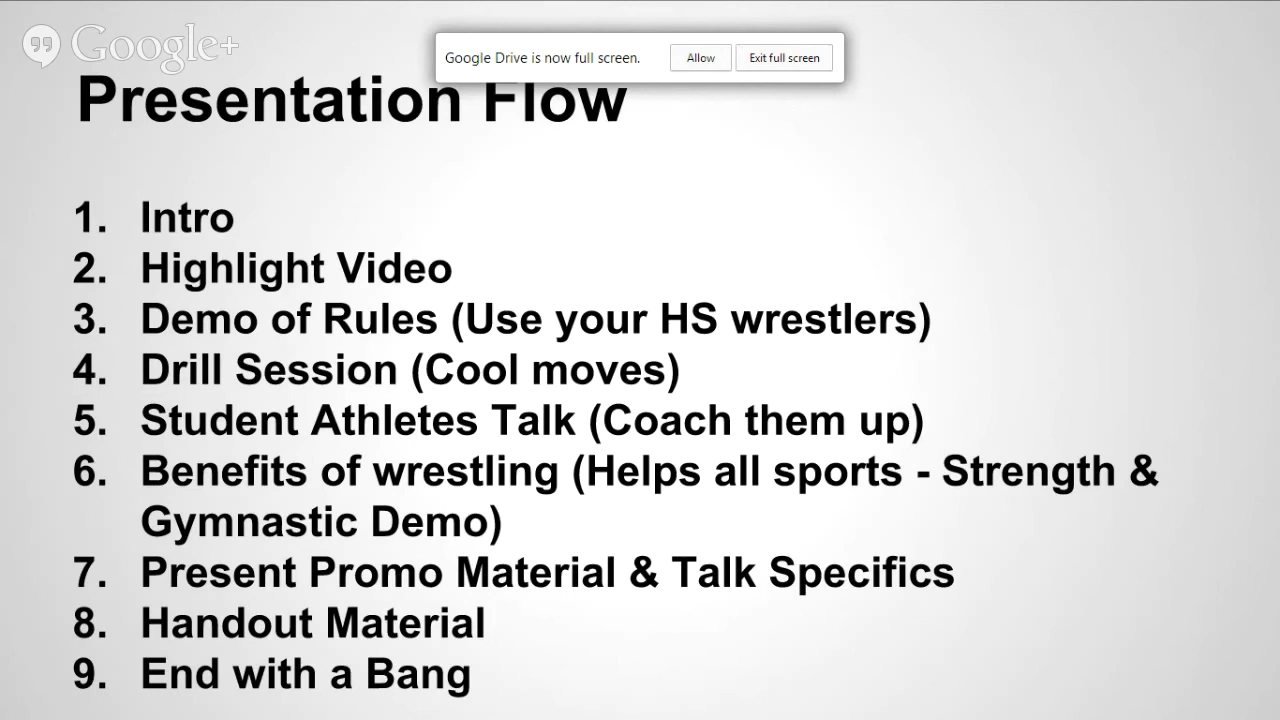 Google+
Google Drive is now full screen.
Allow
Exit full screen
Presentation Flow
1. Intro
2. Highlight Video
3. Demo of Rules (Use your HS wrestlers)
4. Drill Session (Cool moves)
5. Student Athletes Talk (Coach them up)
6. Benefits of wrestling (Helps all sports - Strength &
Gymnastic Demo)
7. Present Promo Material & Talk Specifics
8. Handout Material
9. End with a Bang